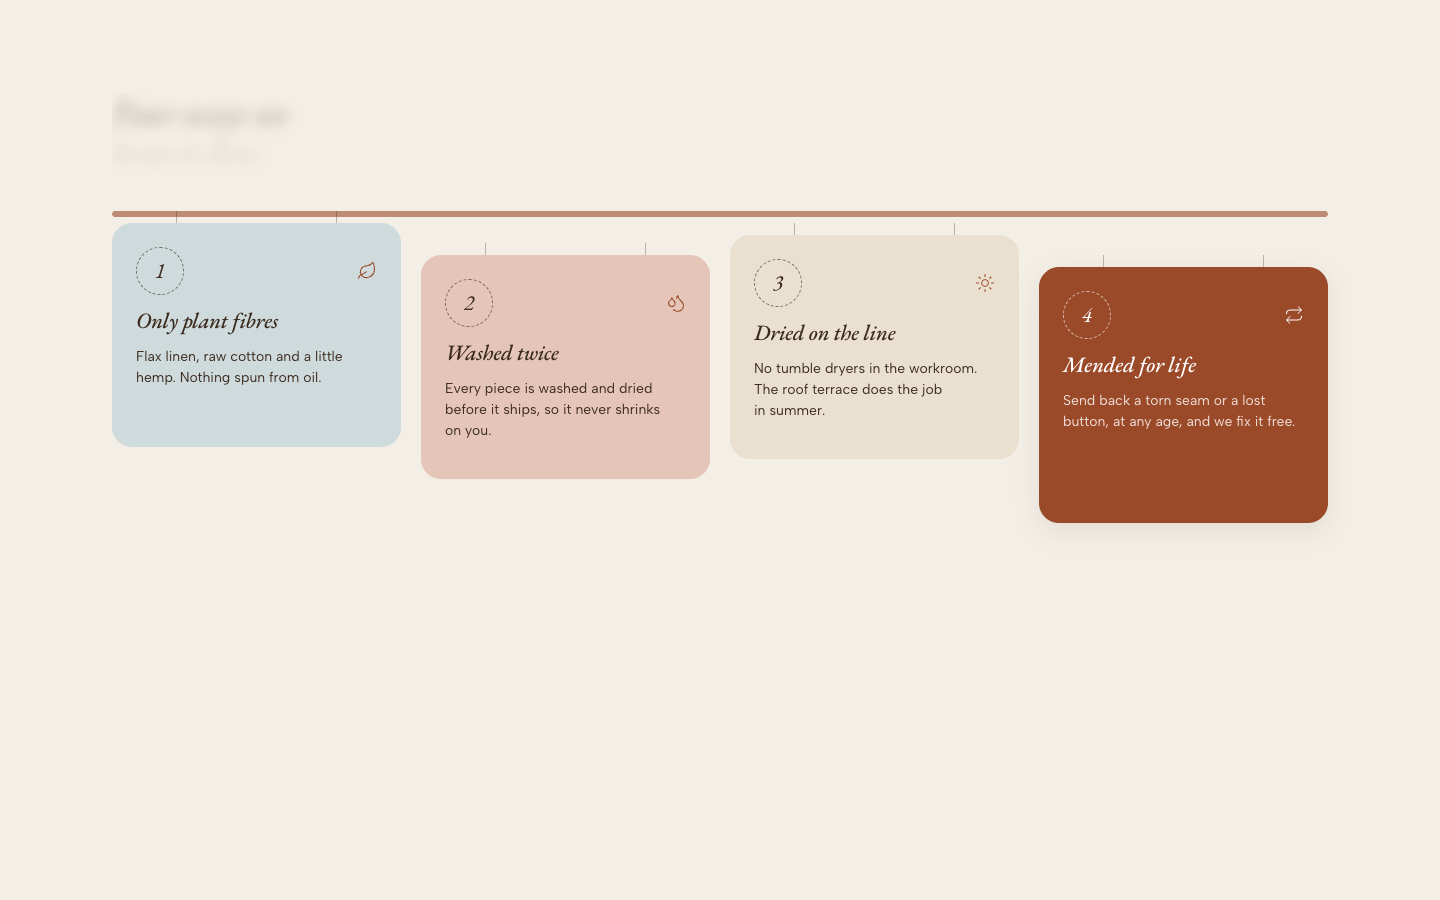 1
Only plant fibres
Flax linen, raw cotton and a little
hemp. Nothing spun from oil.
2
Washed twice
Every piece is washed and dried
before it ships, so it never shrinks
on you.
3
Dried on the line
No tumble dryers in the workroom.
The roof terrace does the job
in summer.
4
Mended for life
Send back a torn seam or a lost
button, at any age, and we fix it free.